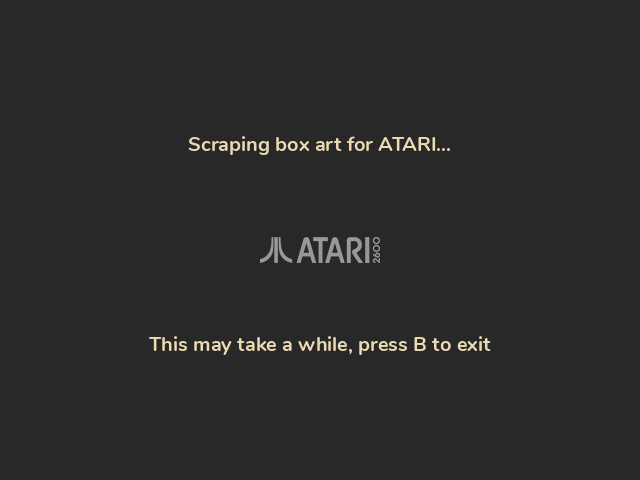 Scraping box art for ATARI...
ATARI 2600
This may take a while, press B to exit